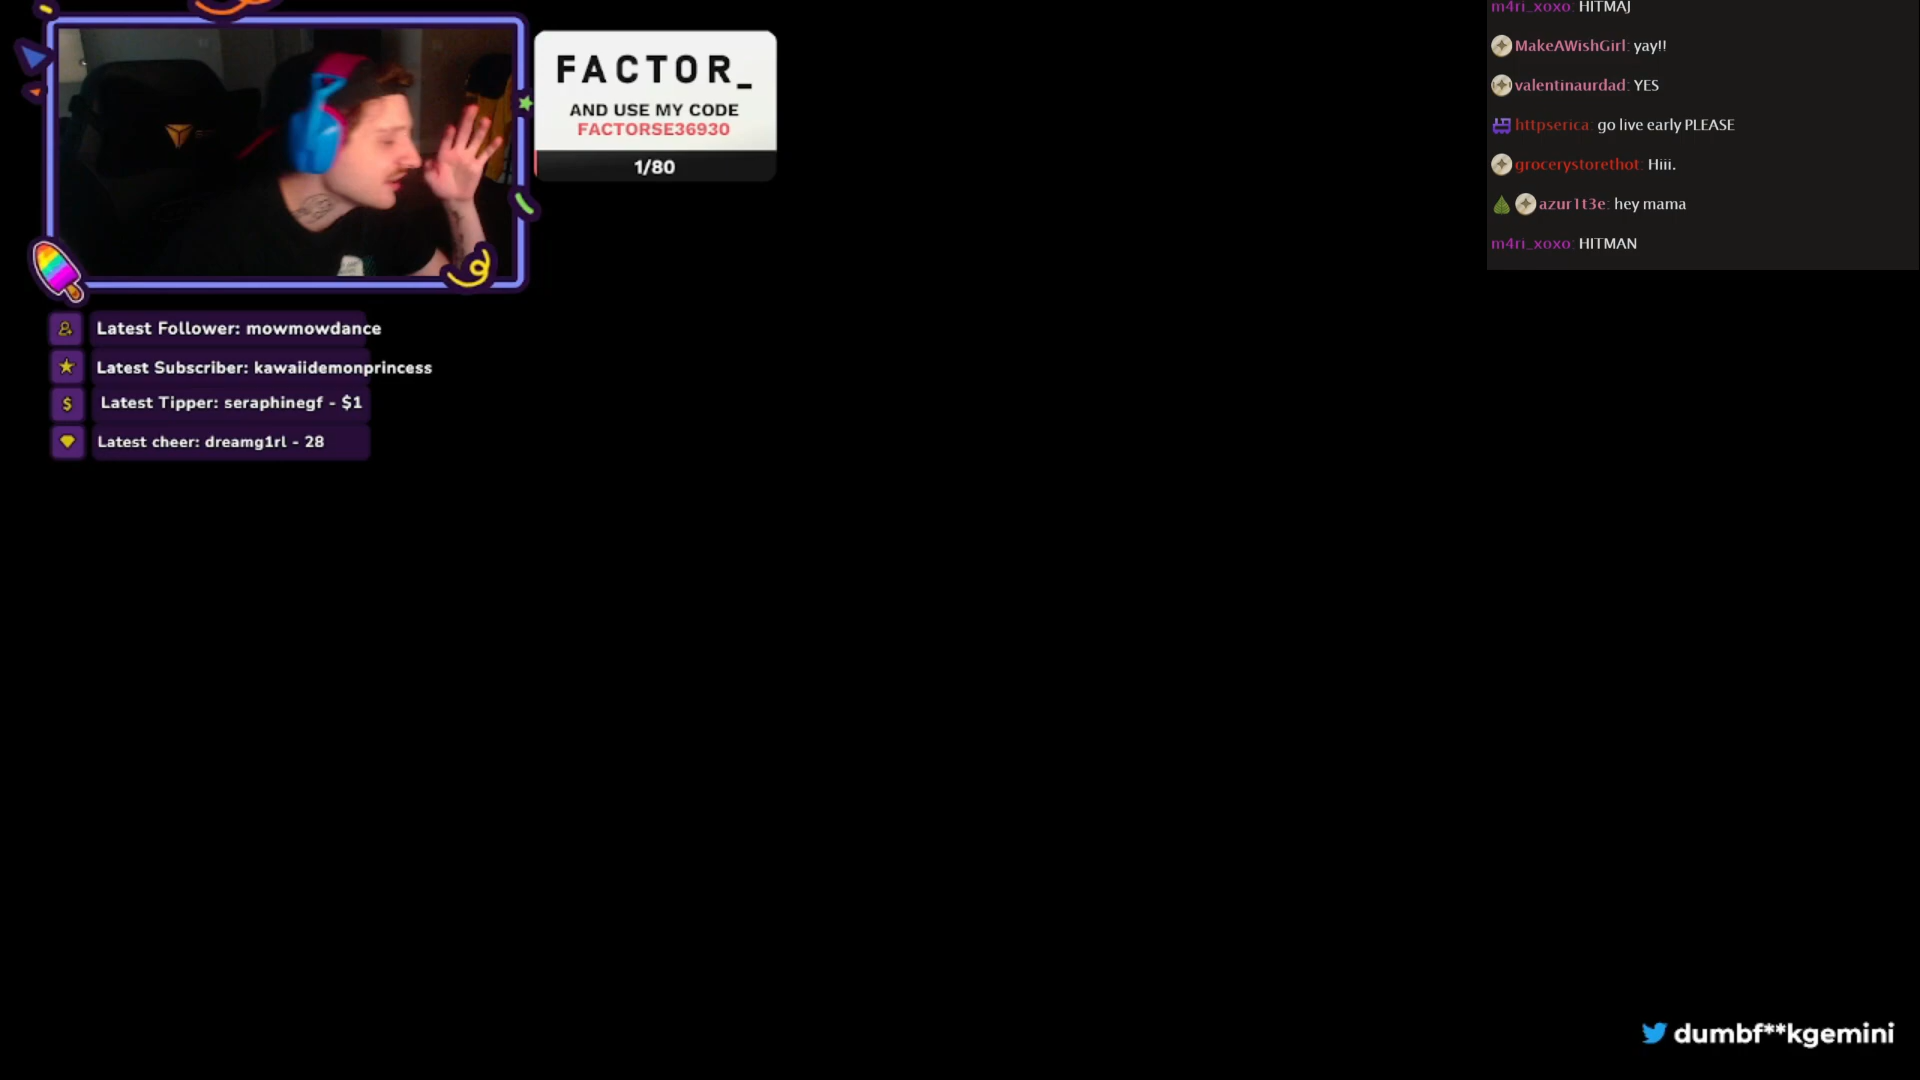 FACTOR_
AND USE MY CODE
FACTORSE36930
1/80
Latest Follower: mowmowdance
Latest Subscriber: kawaiidemonprincess
Latest Tipper: seraphinegf - $1
Latest cheer: dreamg1rl - 28
m4ri_xoxo: HITMAJ
MakeAWishGirl: yay!!
valentinaurdad: YES
httpserica: go live early PLEASE
grocerystorethot: Hiii.
azur1t3e: hey mama
m4ri_xoxo: HITMAN
dumbf**kgemini